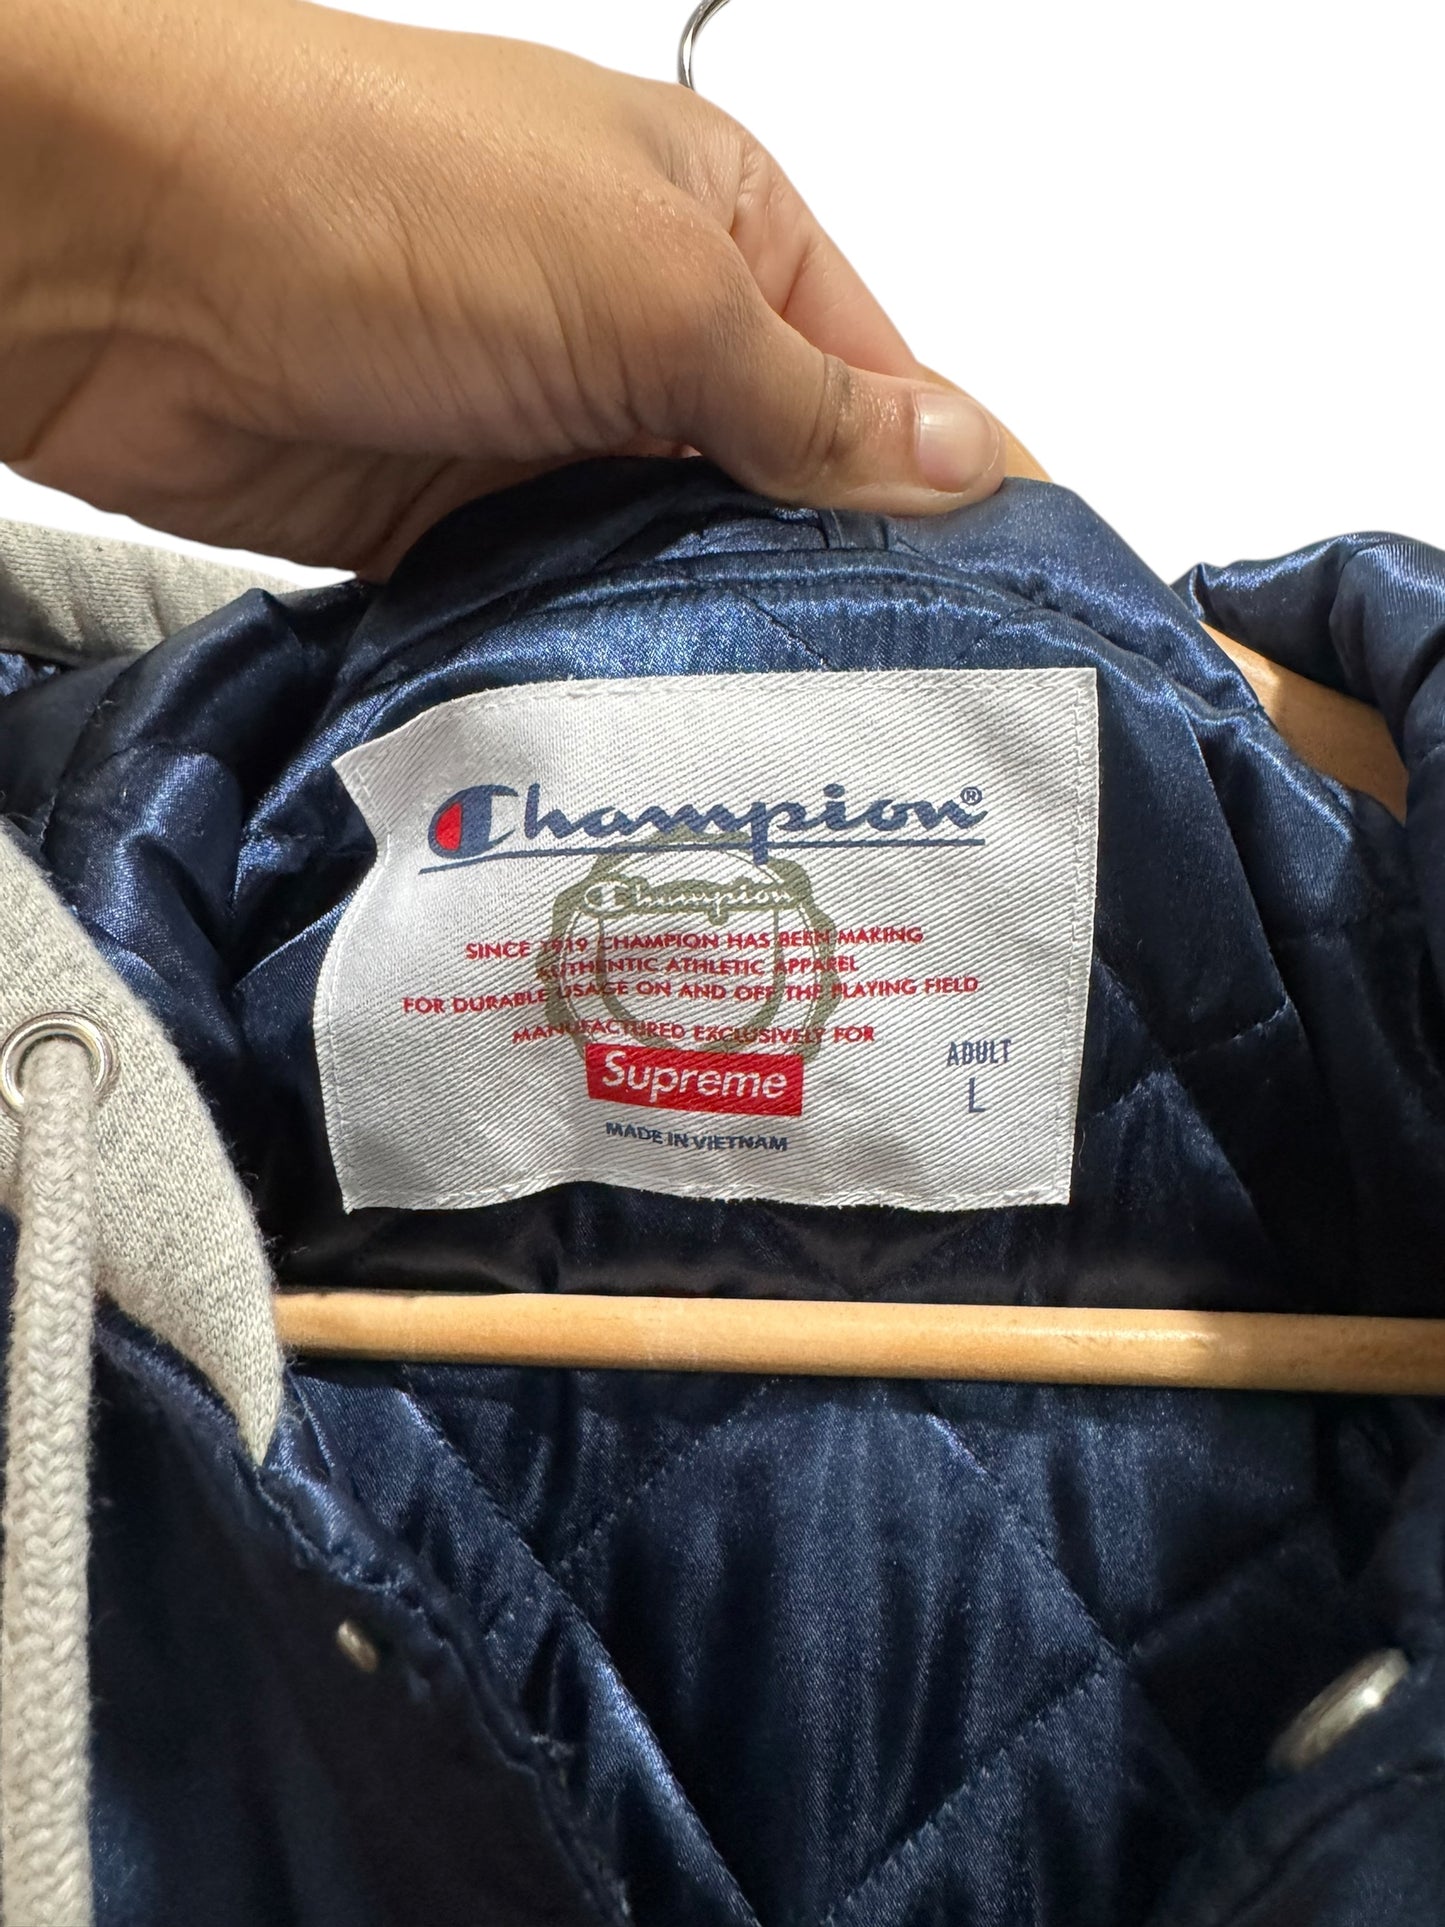 Champion®
Champion
SINCE 1919 CHAMPION HAS BEEN MAKING
AUTHENTIC ATHLETIC APPAREL
FOR DURABLE USAGE ON AND OFF THE PLAYING FIELD
MANUFACTURED EXCLUSIVELY FOR
Supreme
ADULT
L
MADE IN VIETNAM